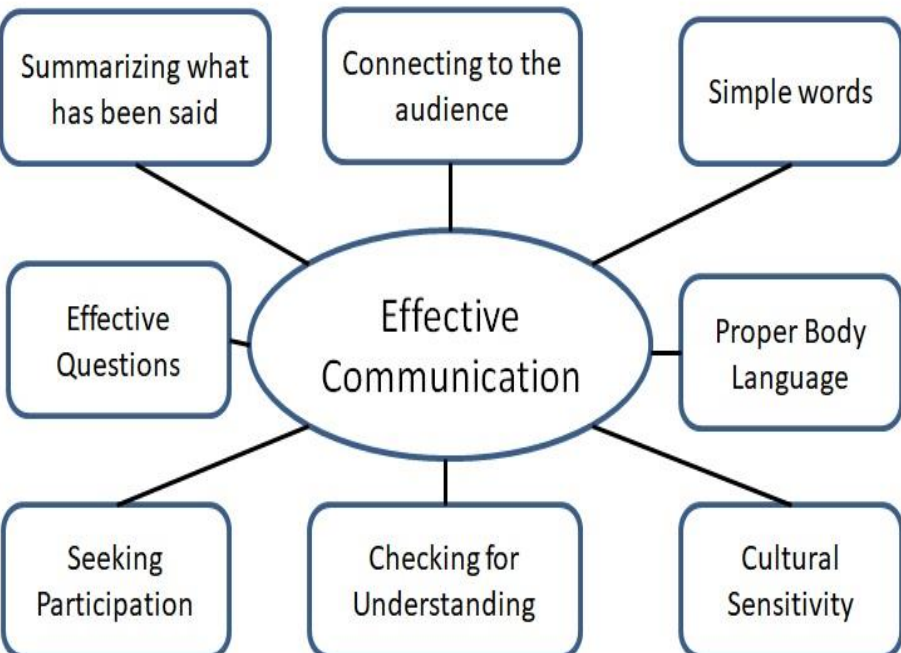 Summarizing what
has been said
Connecting to the
audience
Simple words
Effective
Questions
Effective
Communication
Proper Body
Language
Seeking
Participation
Checking for
Understanding
Cultural
Sensitivity